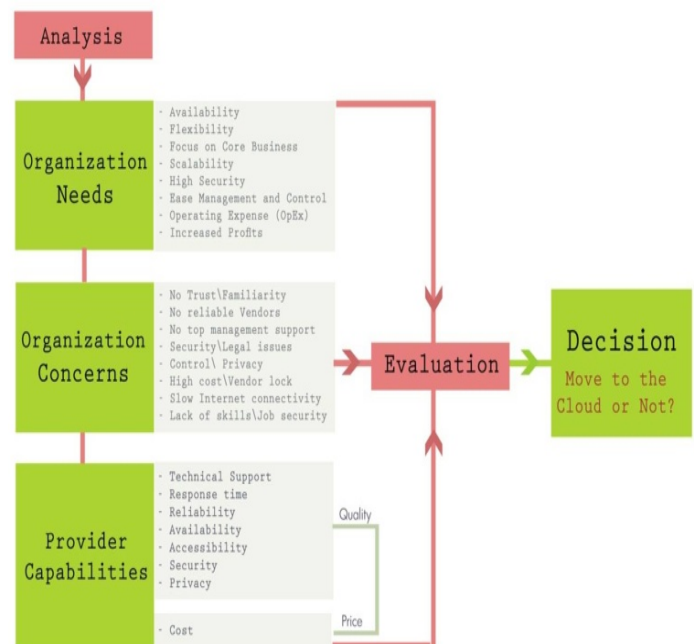 Analysis
Organization
Needs
- Availability
- Flexibility
- Focus on Core Business
- Scalability
- High Security
- Ease Management and Control
- Operating Expense (OpEx)
- Increased Profits
Organization
Concerns
- No Trust\Familiarity
- No reliable Vendors
- No top management support
- Security\Legal issues
- Control\ Privacy
- High cost\Vendor lock
- Slow Internet connectivity
- Lack of skills\Job security
Evaluation
Decision
Move to the
Cloud or Not?
Provider
Capabilities
- Technical Support
- Response time
- Reliability
- Availability
- Accessibility
- Security
- Privacy
- Cost
Quality
Price